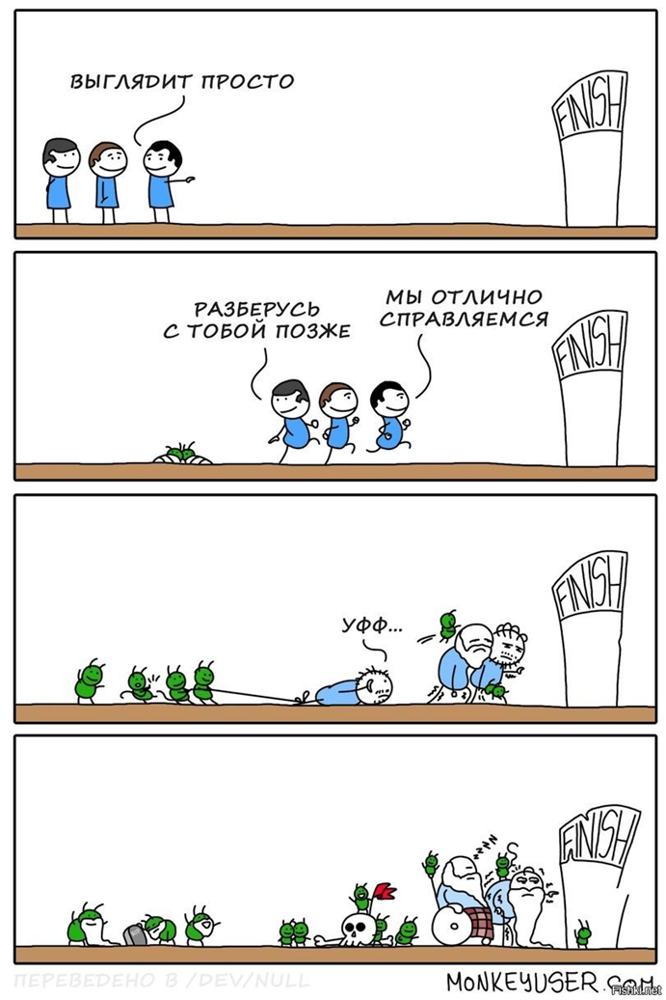 ВЫГЛЯДИТ ПРОСТО
FINISH
РАЗБЕРУСЬ
С ТОБОЙ ПОЗЖЕ
МЫ ОТЛИЧНО
СПРАВЛЯЕМСЯ
FINISH
УФФ...
FINISH
zzzz
FINISH
ПЕРЕВЕДЕНО В /DEV/NULL
MONKEYUSER.COM
Fishki.net